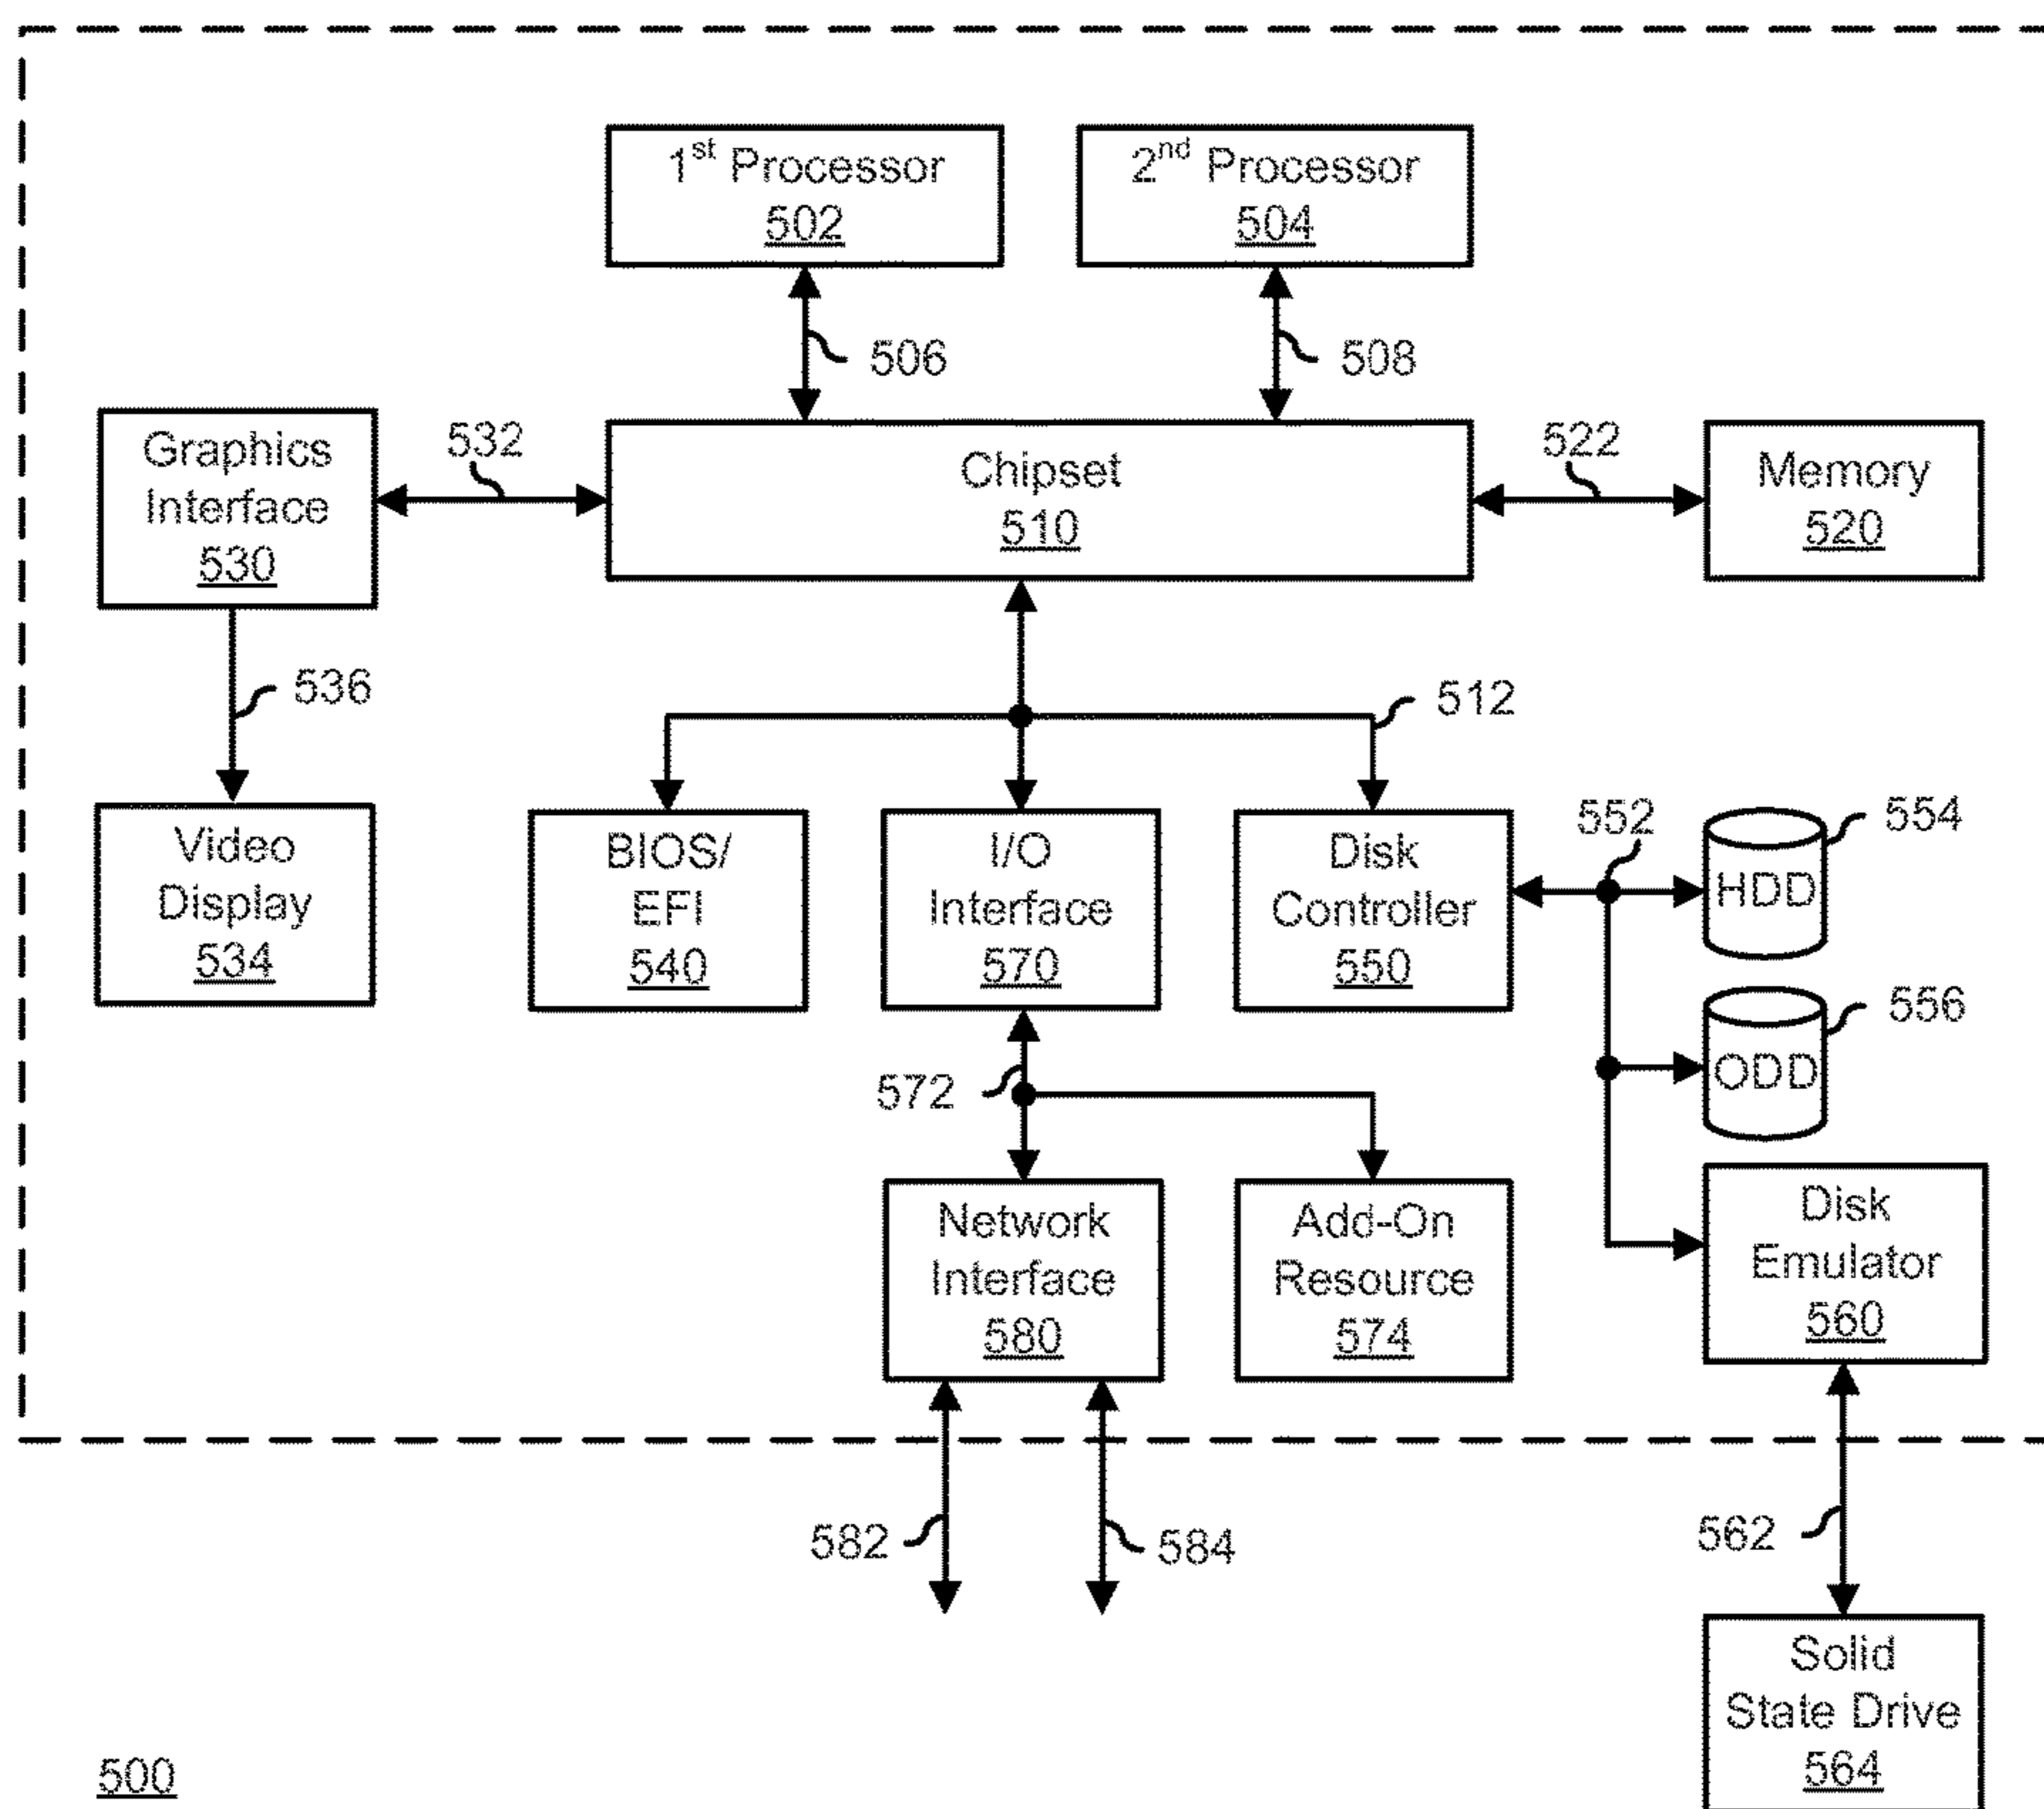 1st Processor
502
2nd Processor
504
506
508
Graphics
Interface
530
532
Chipset
510
522
Memory
520
536
512
Video
Display
534
BIOS/
EFI
540
I/O
Interface
570
Disk
Controller
550
552
HDD
554
ODD
556
572
Network
Interface
580
Add-On
Resource
574
Disk
Emulator
560
582
584
562
Solid
State Drive
564
500